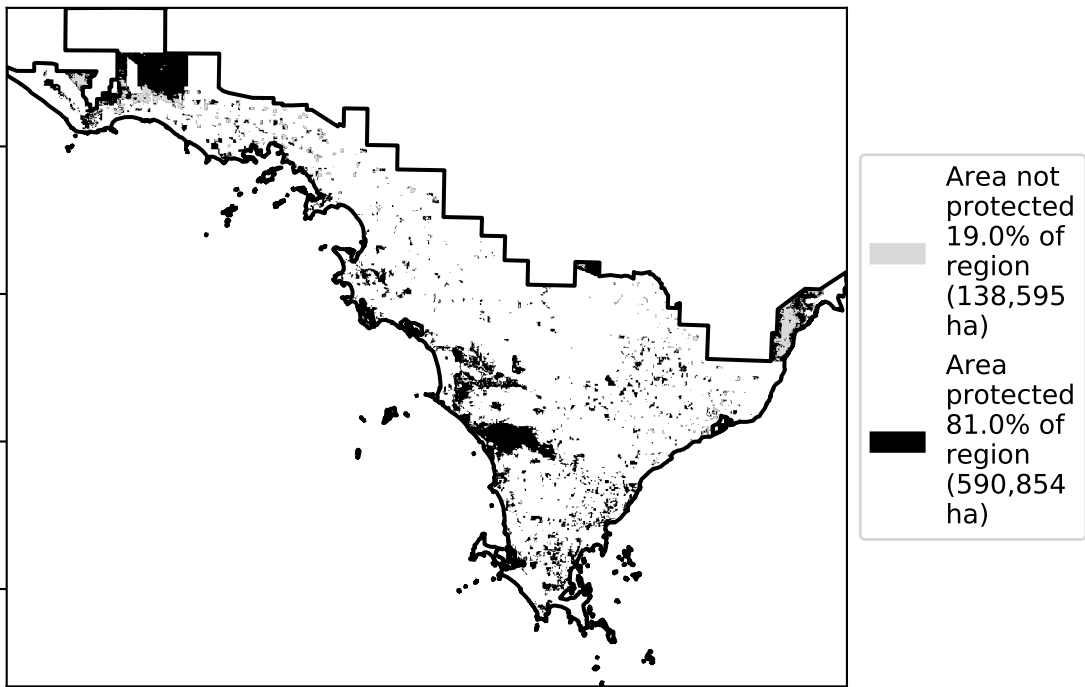 Area not
protected
19.0% of
region
(138,595
ha)
Area
protected
81.0% of
region
(590,854
ha)